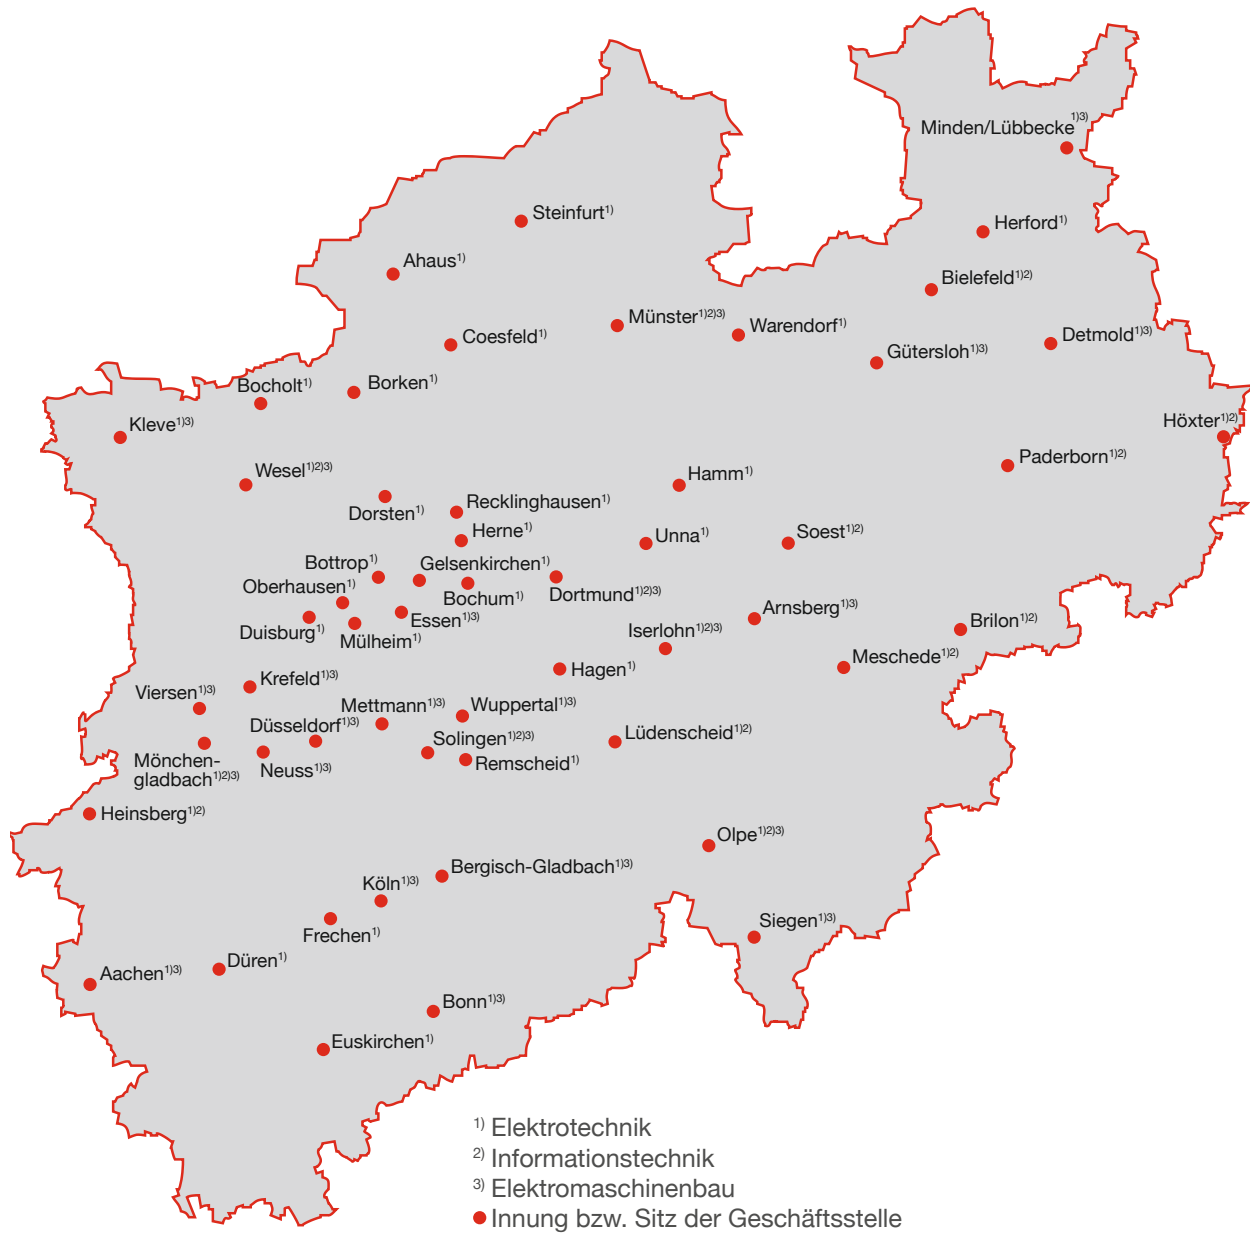 Minden/Lübbecke1)3)
Steinfurt1)
Herford1)
Ahaus1)
Bielefeld1)2)
Münster1)2)3)
Warendorf1)
Coesfeld1)
Detmold1)3)
Gütersloh1)3)
Bocholt1)
Borken1)
Kleve1)3)
Höxter1)2)
Wesel1)2)3)
Paderborn1)2)
Hamm1)
Dorsten1)
Recklinghausen1)
Herne1)
Unna1)
Soest1)2)
Bottrop1)
Gelsenkirchen1)
Oberhausen1)
Bochum1)
Dortmund1)2)3)
Essen1)3)
Arnsberg1)3)
Duisburg1)
Mülheim1)
Iserlohn1)2)3)
Brilon1)2)
Meschede1)2)
Hagen1)
Krefeld1)3)
Viersen1)3)
Mettmann1)3)
Wuppertal1)3)
Düsseldorf1)3)
Solingen1)2)3)
Lüdenscheid1)2)
Mönchen-
gladbach1)2)3)
Neuss1)3)
Remscheid1)
Heinsberg1)2)
Olpe1)2)3)
Bergisch-Gladbach1)3)
Köln1)3)
Frechen1)
Siegen1)3)
Düren1)
Aachen1)3)
Bonn1)3)
Euskirchen1)
1) Elektrotechnik
2) Informationstechnik
3) Elektromaschinenbau
Innung bzw. Sitz der Geschäftsstelle